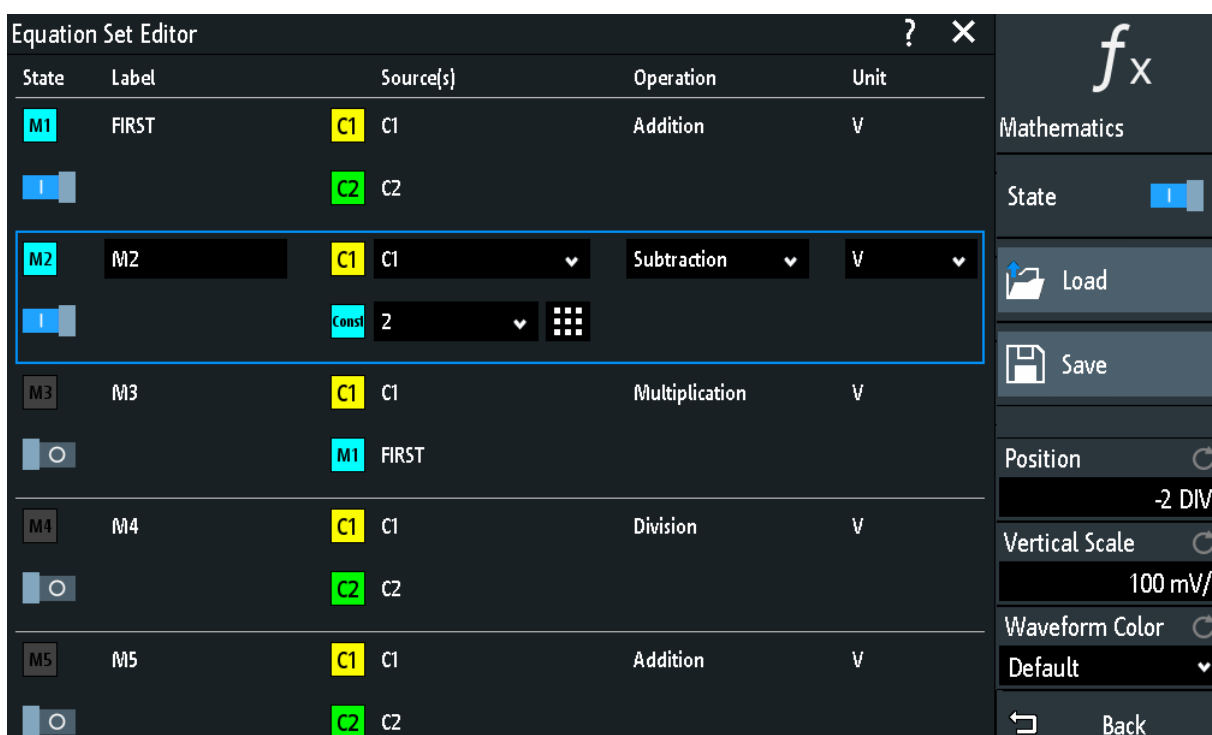 Equation Set Editor ? ×
State Label Source(s) Operation Unit
M1 FIRST C1 C1 Addition V
I C2 C2
M2 M2 C1 C1 Subtraction V
I Const 2
M3 M3 C1 C1 Multiplication V
O M1 FIRST
M4 M4 C1 C1 Division V
O C2 C2
M5 M5 C1 C1 Addition V
O C2 C2
fx
Mathematics
State I
Load
Save
Position
-2 DIV
Vertical Scale
100 mV/
Waveform Color
Default
Back